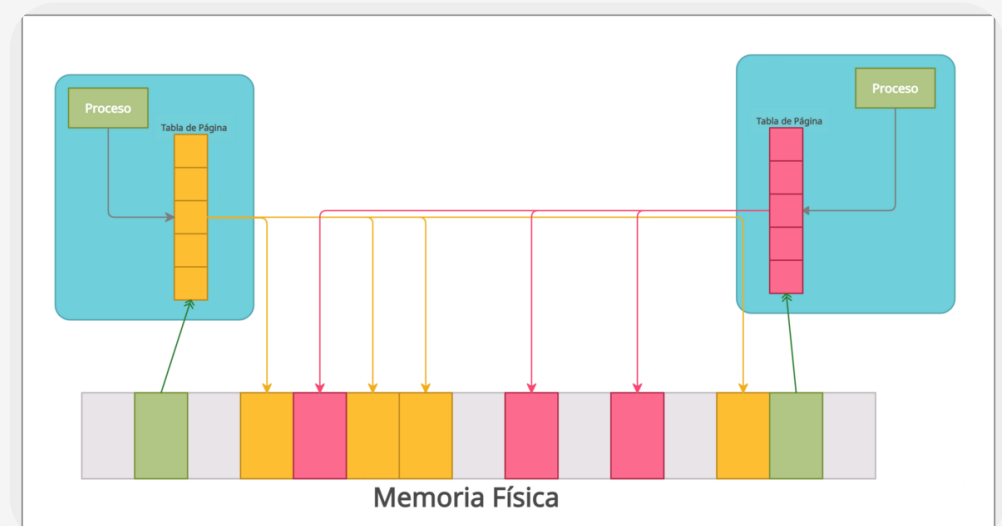 Proceso
Tabla de Página
Proceso
Tabla de Página
Memoria Física